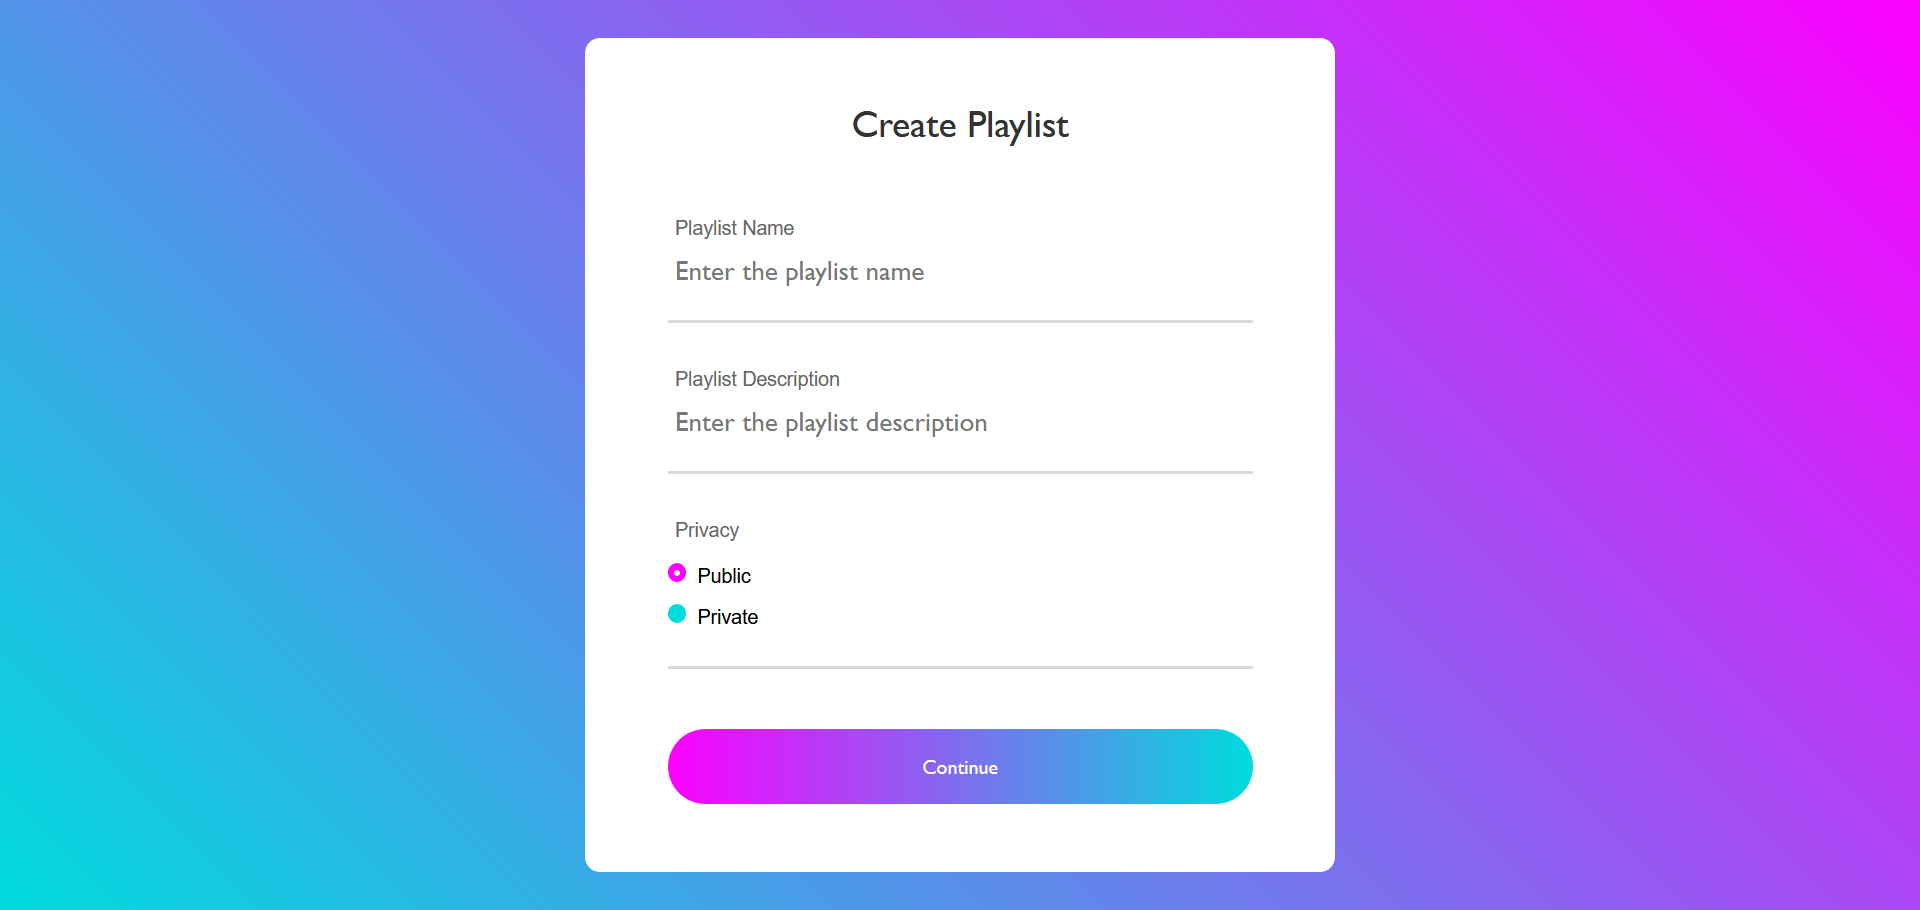 Create Playlist
Playlist Name
Enter the playlist name
Playlist Description
Enter the playlist description
Privacy
Public
Private
Continue